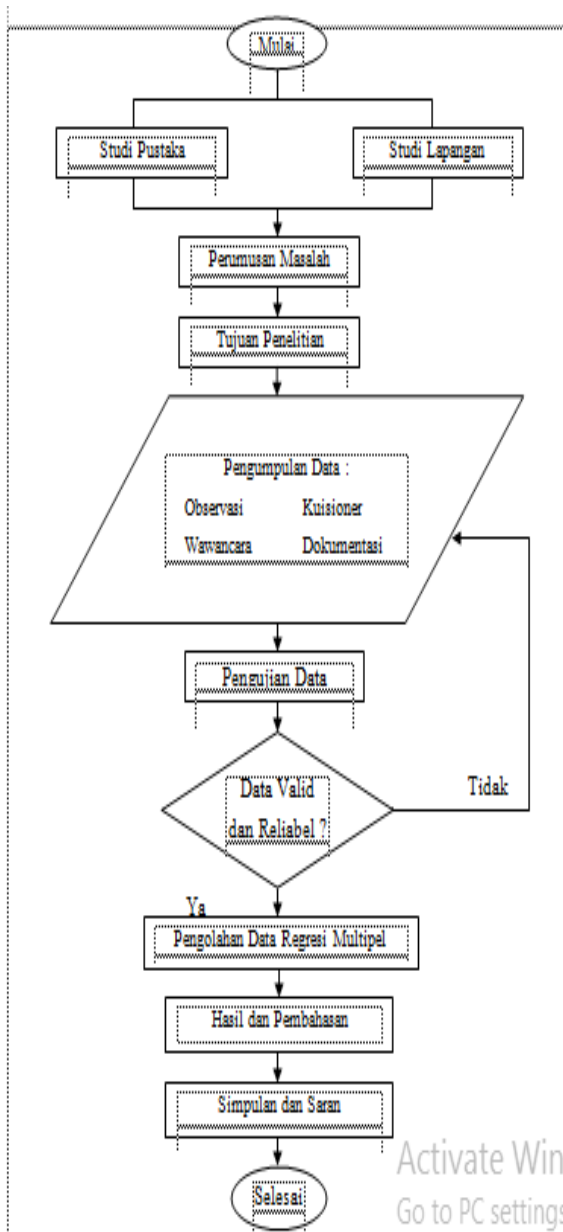 Mulai
Studi Pustaka
Studi Lapangan
Perumusan Masalah
Tujuan Penelitian
Pengumpulan Data :
Observasi Kuisioner
Wawancara Dokumentasi
Pengujian Data
Data Valid
dan Reliabel ?
Tidak
Ya
Pengolahan Data Regresi Multipel
Hasil dan Pembahasan
Simpulan dan Saran
Selesai
Activate Win
Go to PC settings